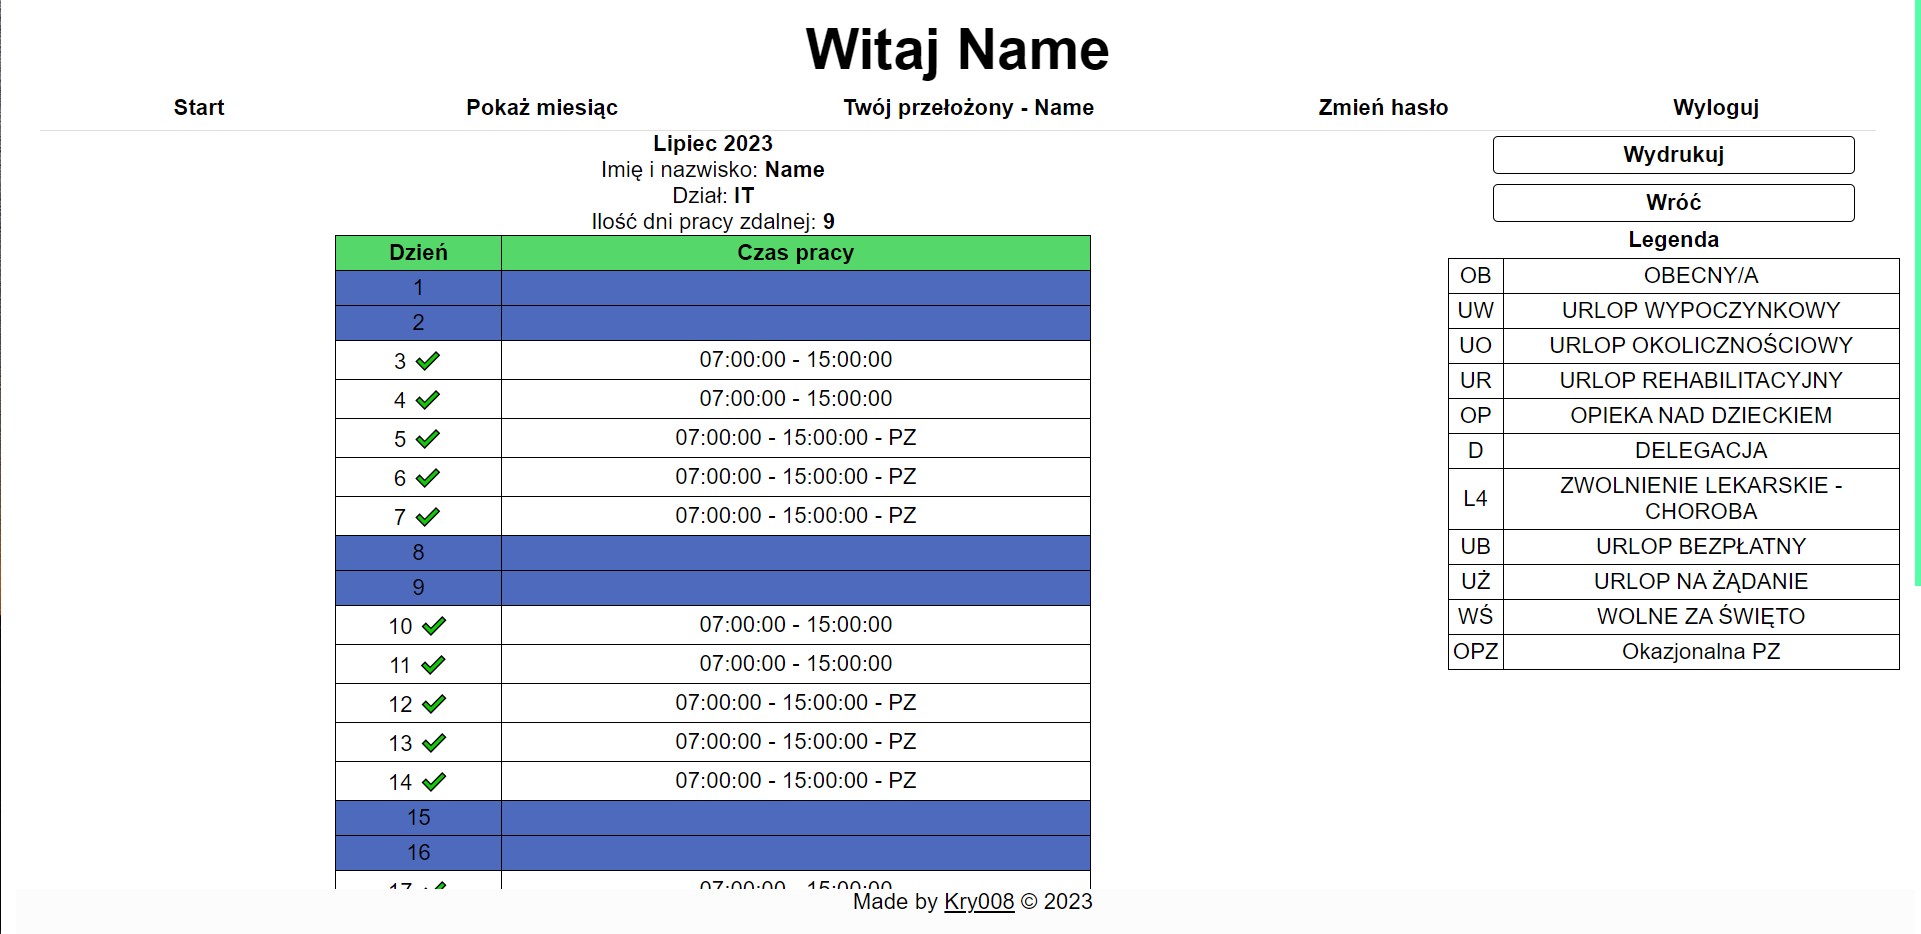 Witaj Name
Start Pokaż miesiąc Twój przełożony - Name Zmień hasło Wyloguj
Lipiec 2023
Imię i nazwisko: Name
Dział: IT
Ilość dni pracy zdalnej: 9
Dzień Czas pracy
1
2
3 07:00:00 - 15:00:00
4 07:00:00 - 15:00:00
5 07:00:00 - 15:00:00 - PZ
6 07:00:00 - 15:00:00 - PZ
7 07:00:00 - 15:00:00 - PZ
8
9
10 07:00:00 - 15:00:00
11 07:00:00 - 15:00:00
12 07:00:00 - 15:00:00 - PZ
13 07:00:00 - 15:00:00 - PZ
14 07:00:00 - 15:00:00 - PZ
15
16
17 07:00:00 - 15:00:00
Wydrukuj
Wróć
Legenda
OB OBECNY/A
UW URLOP WYPOCZYNKOWY
UO URLOP OKOLICZNOŚCIOWY
UR URLOP REHABILITACYJNY
OP OPIEKA NAD DZIECKIEM
D DELEGACJA
L4 ZWOLNIENIE LEKARSKIE -
CHOROBA
UB URLOP BEZPŁATNY
UŻ URLOP NA ŻĄDANIE
WŚ WOLNE ZA ŚWIĘTO
OPZ Okazjonalna PZ
Made by Kry008 © 2023